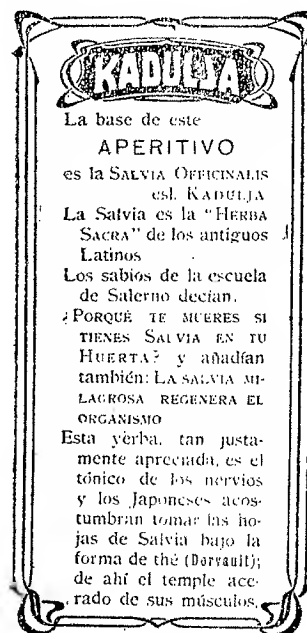 KADULJA
La base de este
APERITIVO
es la SALVIA OFFICINALIS
esl. KADULJA
La Salvia es la “HERBA
SACRA” de los antiguos
Latinos
Los sabios de la escuela
de Salerno decían.
¿PORQUÉ TE MUERES SI
TIENES SALVIA EN TU
HUERTA? y añadían
también: LA SALVIA MI-
LAGROSA REGENERA EL
ORGANISMO
Esta yerba, tan justa-
mente apreciada, es el
tónico de los nervios
y los Japoneses acos-
tumbran tomar las ho-
jas de Salvia bajo la
forma de thé (Dorvault);
de ahí el temple ace-
rado de sus músculos.